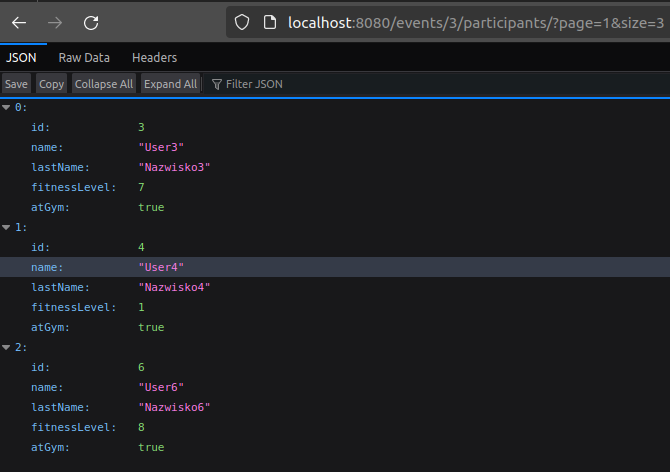 localhost:8080/events/3/participants/?page=1&size=3
JSON Raw Data Headers
Save Copy Collapse All Expand All Filter JSON
0:
id: 3
name: "User3"
lastName: "Nazwisko3"
fitnessLevel: 7
atGym: true
1:
id: 4
name: "User4"
lastName: "Nazwisko4"
fitnessLevel: 1
atGym: true
2:
id: 6
name: "User6"
lastName: "Nazwisko6"
fitnessLevel: 8
atGym: true